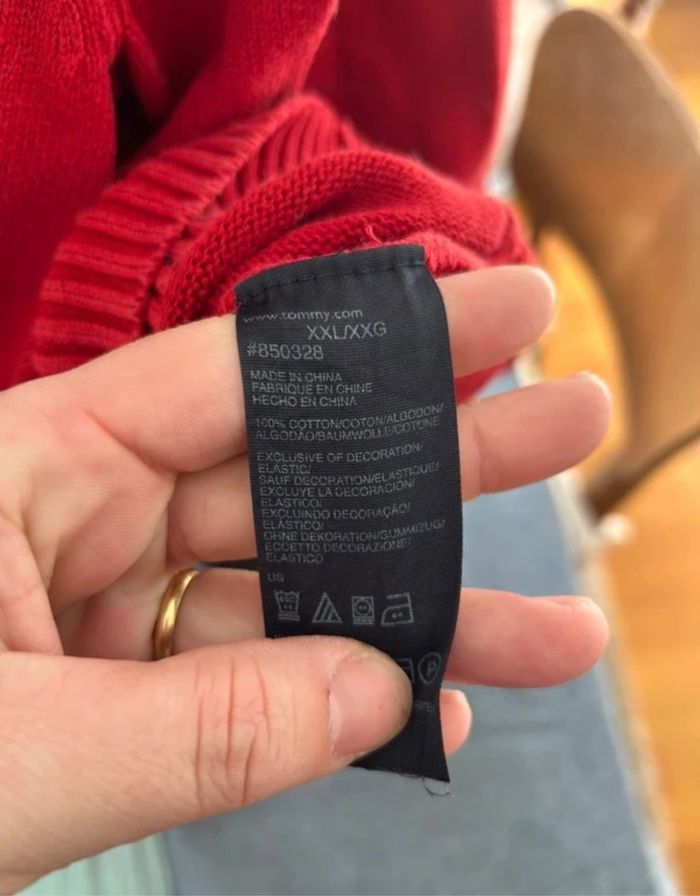 www.tommy.com
XXL/XXG
#850328
MADE IN CHINA
FABRIQUE EN CHINE
HECHO EN CHINA
100% COTTON/COTON/ALGODON/
ALGODÃO/BAUMWOLLE/COTONE
EXCLUSIVE OF DECORATION/
ELASTIC/
SAUF DECORATION/ELASTIQUE/
EXCLUYE LA DECORACION/
ELASTICO/
EXCLUINDO DECORAÇÃO/
ELÁSTICO/
OHNE DEKORATION/GUMMIZUG/
ECCETTO DECORAZIONE/
ELASTICO
US
P